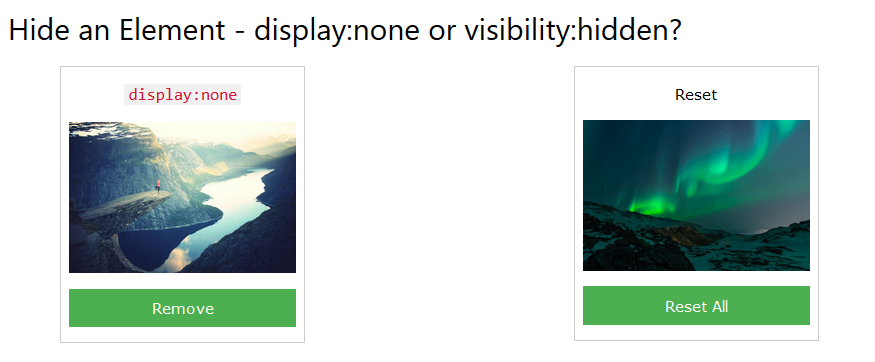 Hide an Element - display:none or visibility:hidden?
display:none
Reset
Remove
Reset All